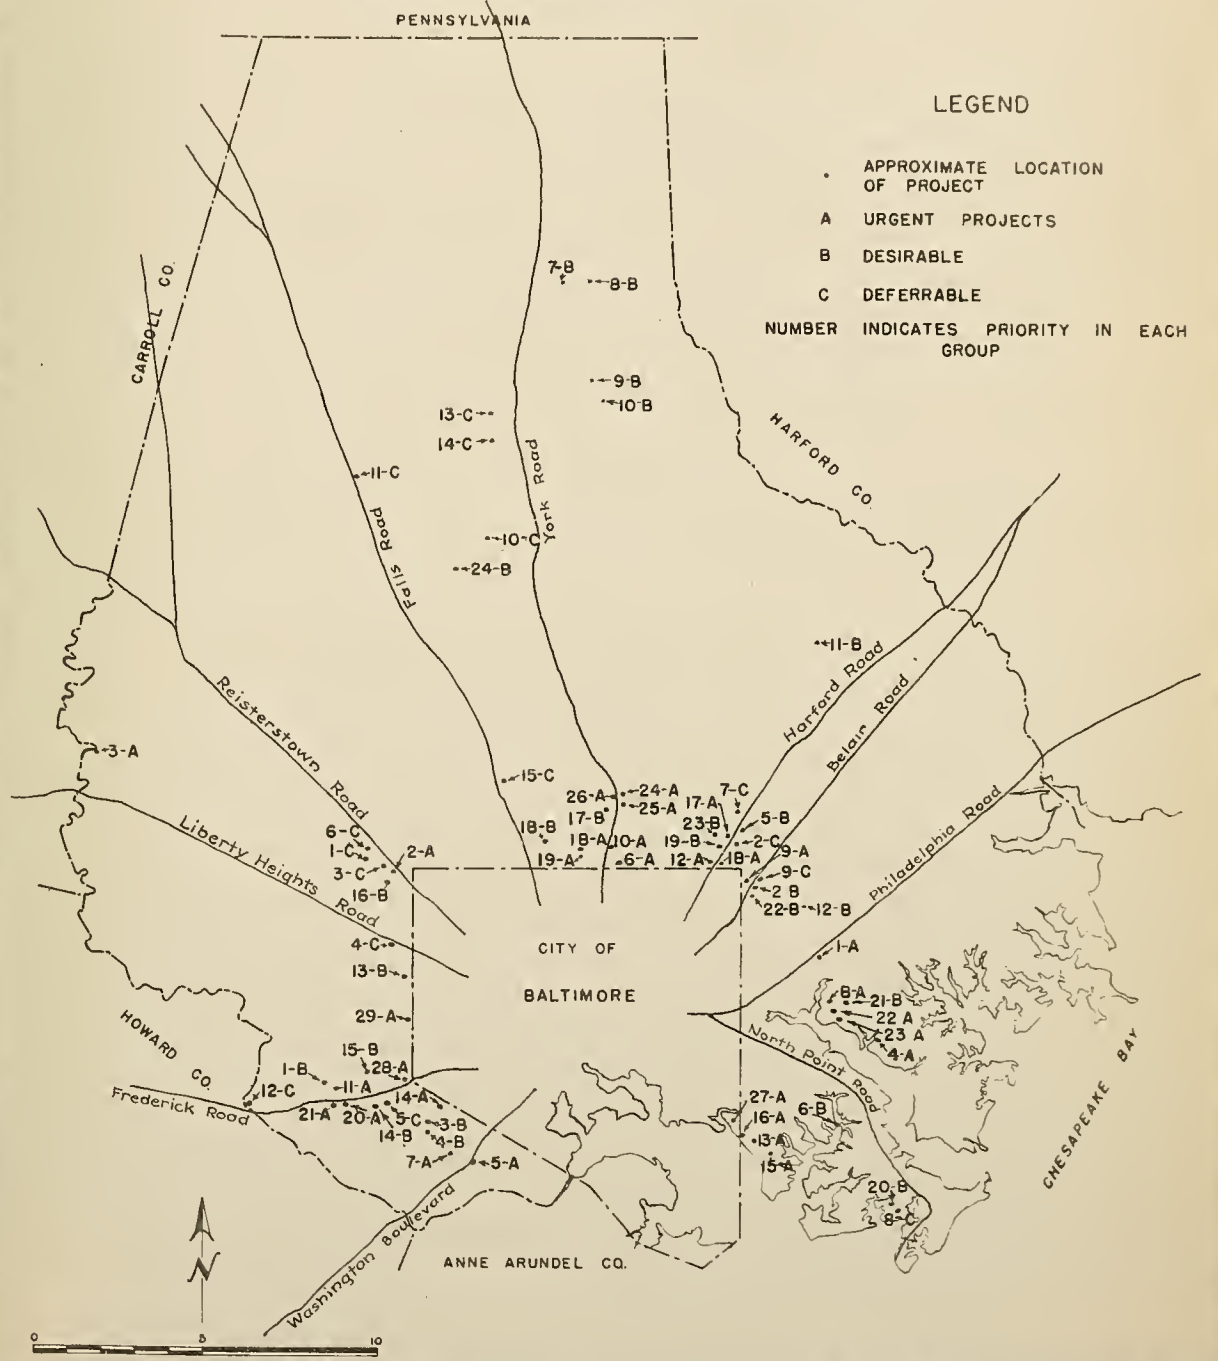 PENNSYLVANIA
LEGEND
APPROXIMATE LOCATION
OF PROJECT
A URGENT PROJECTS
B DESIRABLE
C DEFERRABLE
NUMBER INDICATES PRIORITY IN EACH
GROUP
CARROLL CO.
7-B
8-B
9-B
10-B
13-C
14-C
HARFORD CO.
11-C
York Road
Falls Road
10-C
24-B
11-B
Harford Road
Belair Road
Reisterstown Road
3-A
15-C
26-A
24-A
25-A
17-A
7-C
17-B
18-B
23-B
5-B
Philadelphia Road
Liberty Heights Road
6-C
1-C
3-C
2-A
16-B
18-A
10-A
19-B
2-C
19-A
6-A
12-A
18-A
9-A
9-C
2 B
22-B
12-B
4-C
13-B
CITY OF
BALTIMORE
1-A
29-A
8-A
21-B
22 A
23 A
4-A
HOWARD CO.
North Point Road
CHESAPEAKE BAY
15-B
28-A
1-B
11-A
12-C
Frederick Road
14-A
21-A
20-A
5-C
3-B
14-B
4-B
7-A
5-A
27-A
16-A
6-B
13-A
15-A
20-B
8-C
Washington Boulevard
ANNE ARUNDEL CO.
N
0 5 10